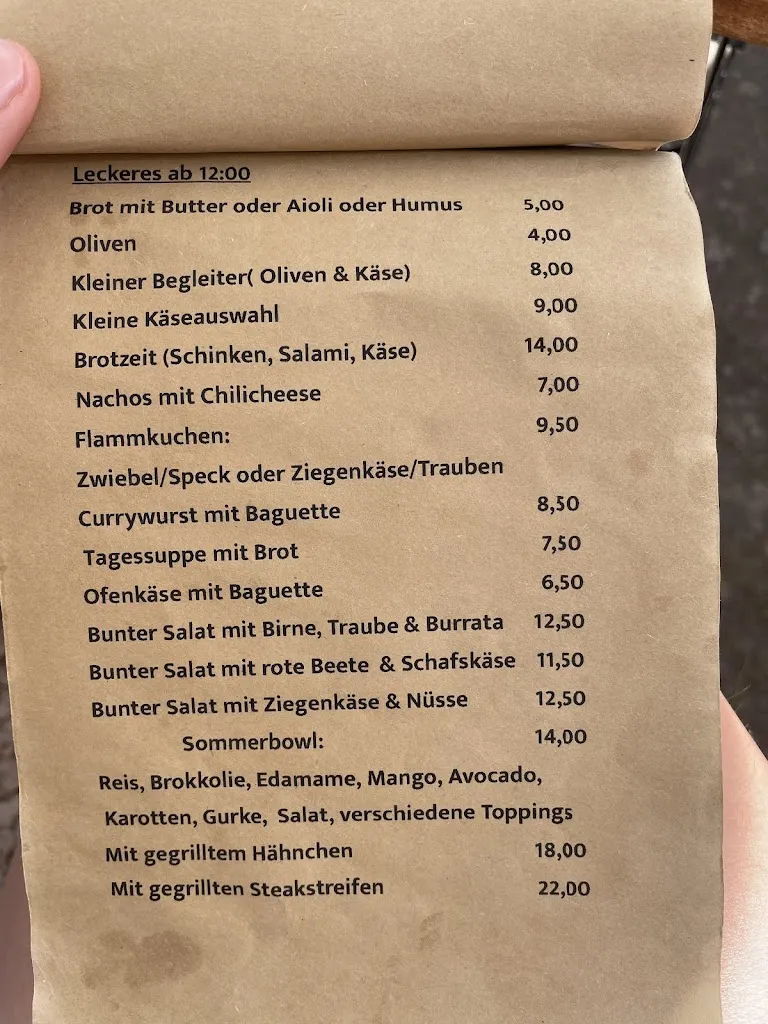 Leckeres ab 12:00
Brot mit Butter oder Aioli oder Humus 5,00
Oliven 4,00
Kleiner Begleiter( Oliven & Käse) 8,00
Kleine Käseauswahl 9,00
Brotzeit (Schinken, Salami, Käse) 14,00
Nachos mit Chilicheese 7,00
Flammkuchen: 9,50
Zwiebel/Speck oder Ziegenkäse/Trauben
Currywurst mit Baguette 8,50
Tagessuppe mit Brot 7,50
Ofenkäse mit Baguette 6,50
Bunter Salat mit Birne, Traube & Burrata 12,50
Bunter Salat mit rote Beete & Schafskäse 11,50
Bunter Salat mit Ziegenkäse & Nüsse 12,50
Sommerbowl: 14,00
Reis, Brokkolie, Edamame, Mango, Avocado,
Karotten, Gurke, Salat, verschiedene Toppings
Mit gegrilltem Hähnchen 18,00
Mit gegrillten Steakstreifen 22,00